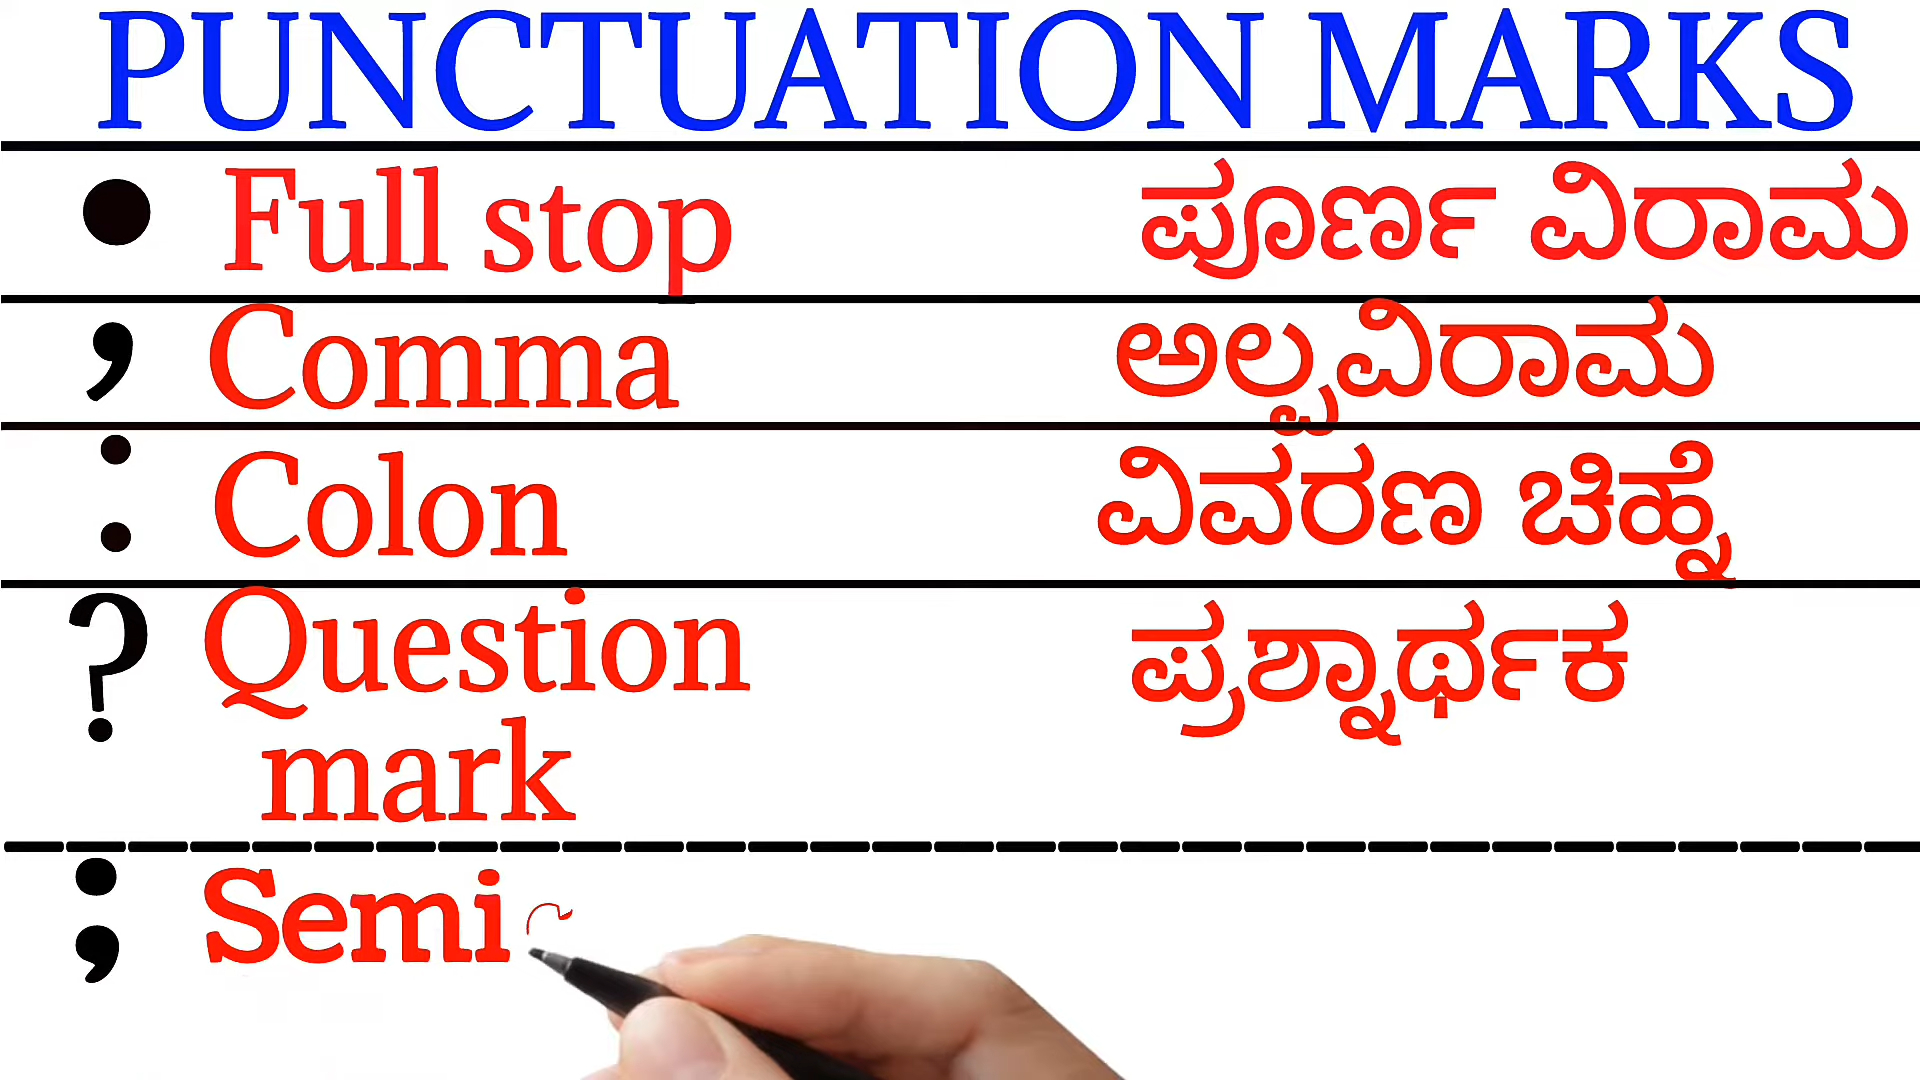 PUNCTUATION MARKS
. Full stop ಪೂರ್ಣ ವಿರಾಮ
, Comma ಅಲ್ಪವಿರಾಮ
: Colon ವಿವರಣ ಚಿಹ್ನೆ
? Question ಪ್ರಶ್ನಾರ್ಥಕ
mark
; Semi